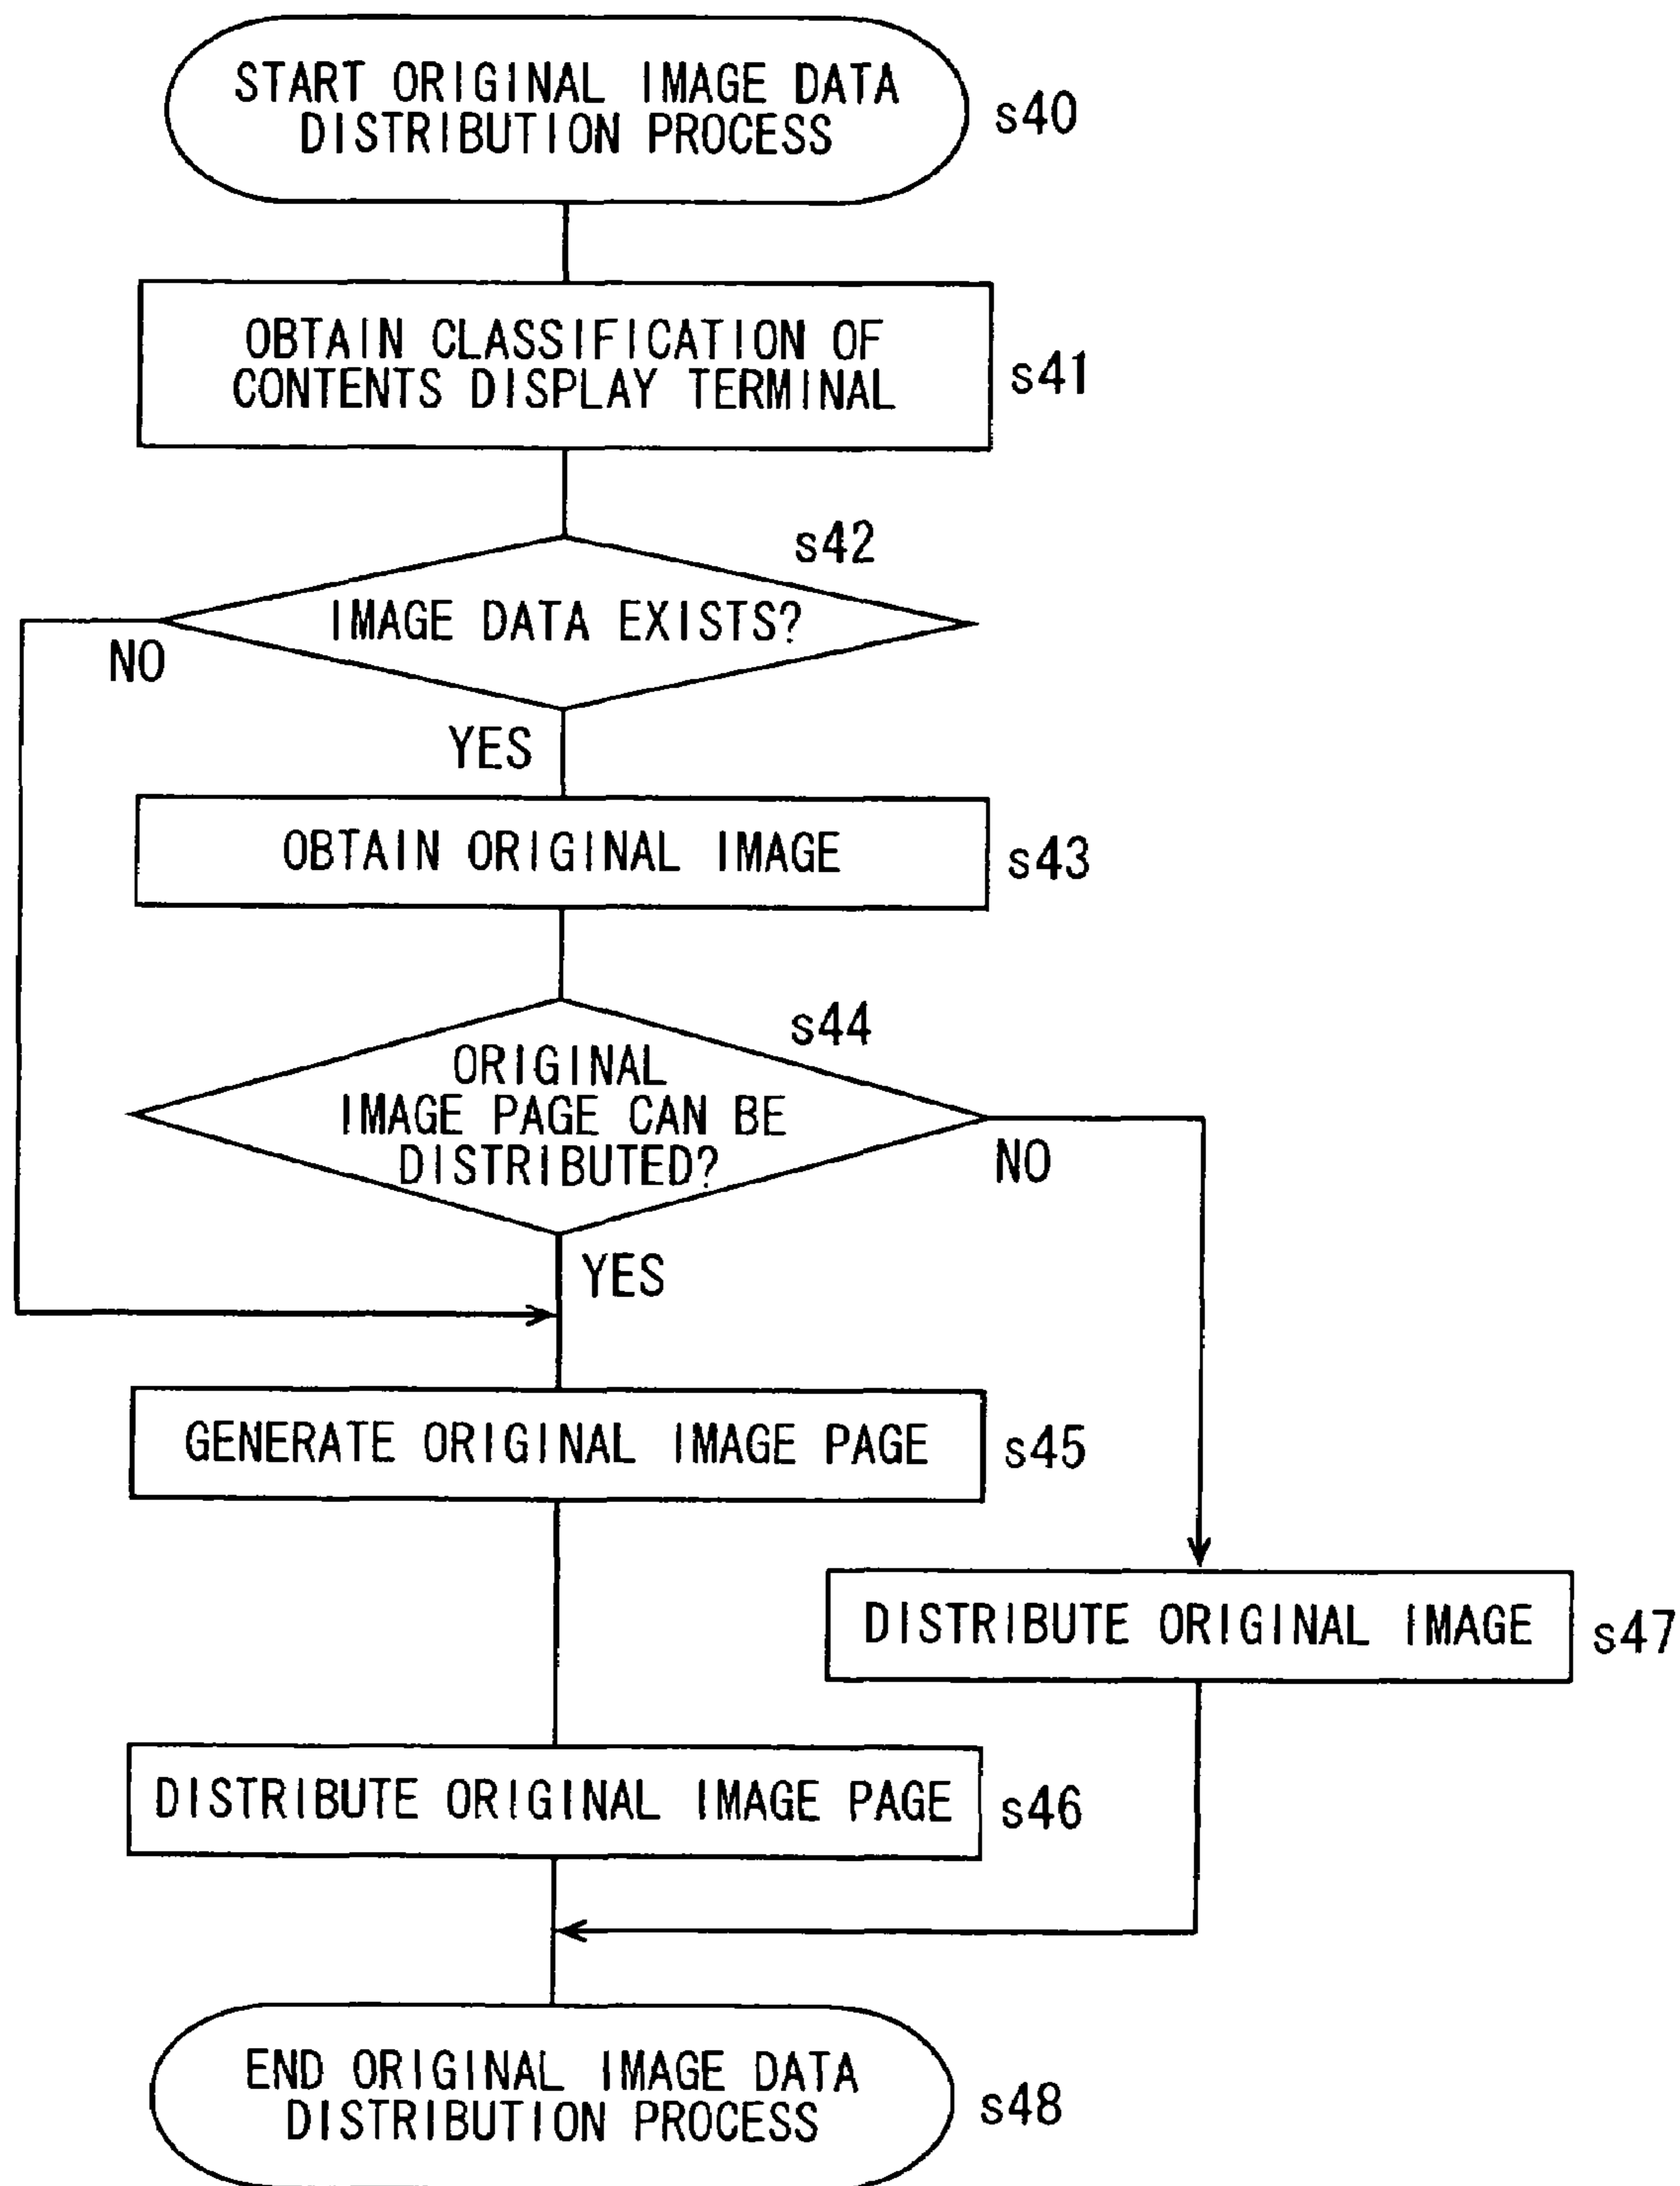 START ORIGINAL IMAGE DATA
DISTRIBUTION PROCESS
s40
OBTAIN CLASSIFICATION OF
CONTENTS DISPLAY TERMINAL
s41
s42
IMAGE DATA EXISTS?
NO
YES
OBTAIN ORIGINAL IMAGE
s43
s44
ORIGINAL
IMAGE PAGE CAN BE
DISTRIBUTED?
NO
YES
GENERATE ORIGINAL IMAGE PAGE
s45
DISTRIBUTE ORIGINAL IMAGE
s47
DISTRIBUTE ORIGINAL IMAGE PAGE
s46
END ORIGINAL IMAGE DATA
DISTRIBUTION PROCESS
s48